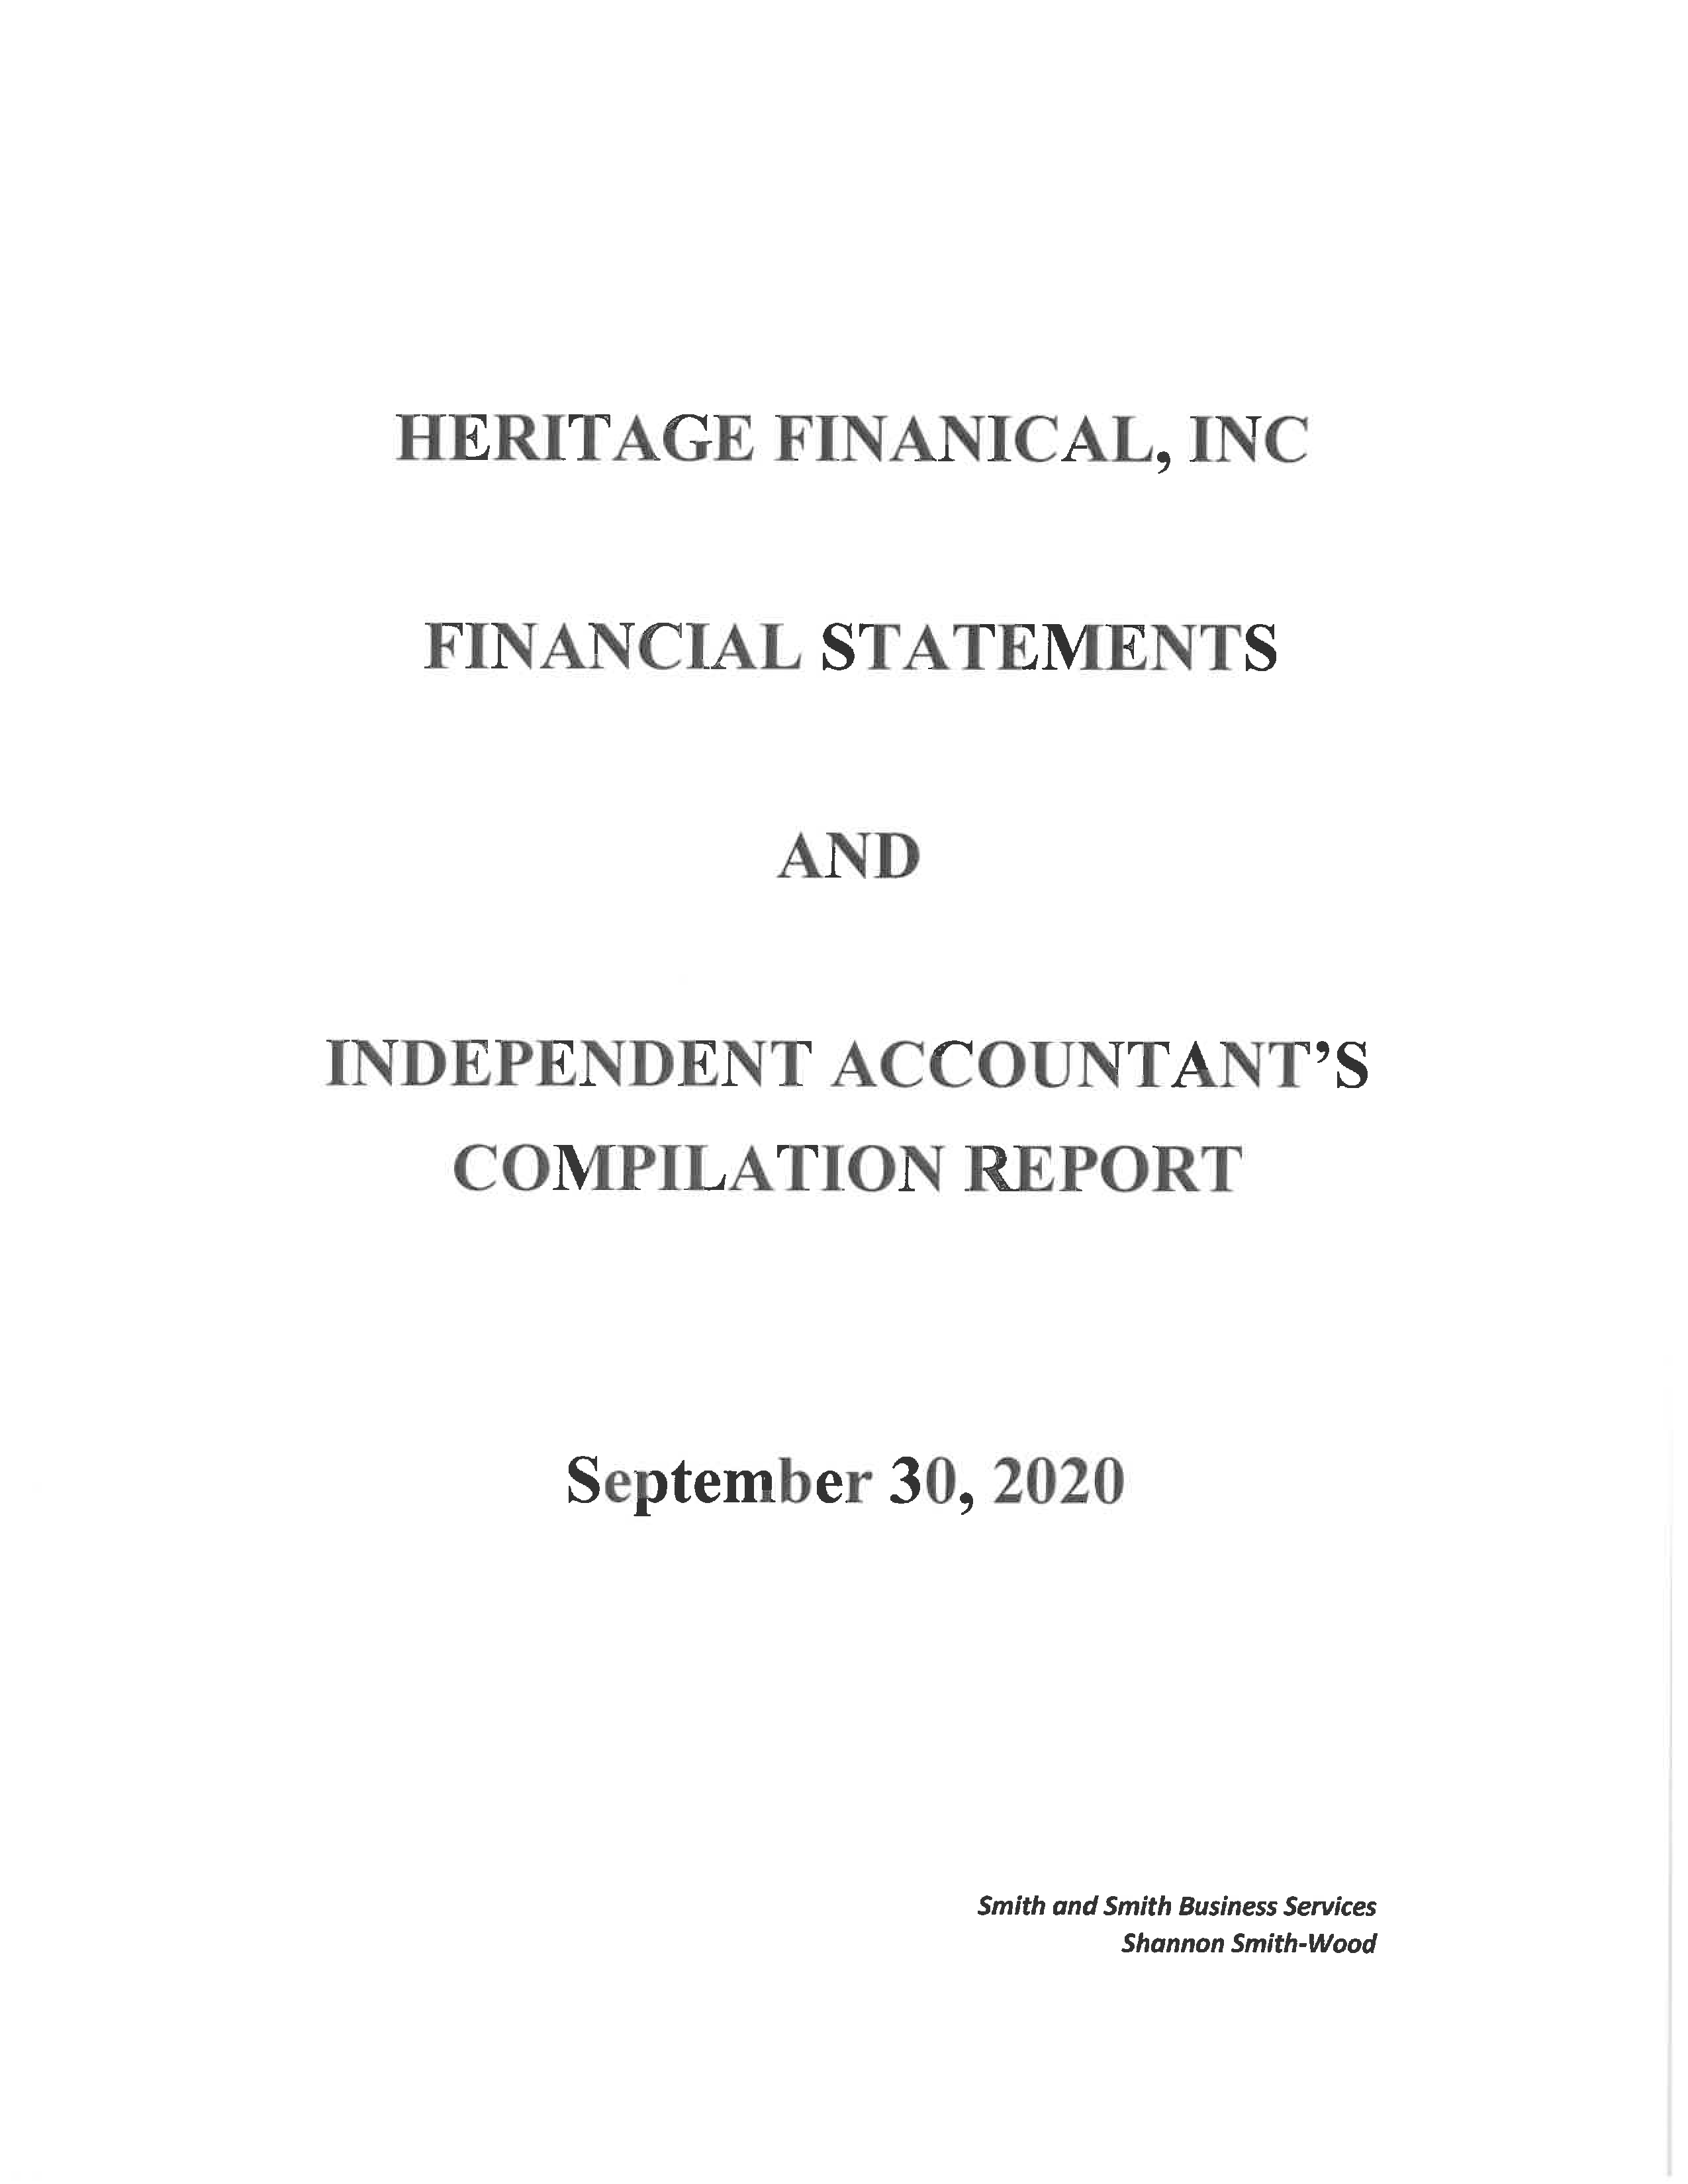 HERITAGE FINANICAL, INC
FINANCIAL STATEMENTS
AND
INDEPENDENT ACCOUNTANT’S
COMPILATION REPORT
September 30, 2020
Smith and Smith Business Services
Shannon Smith-Wood